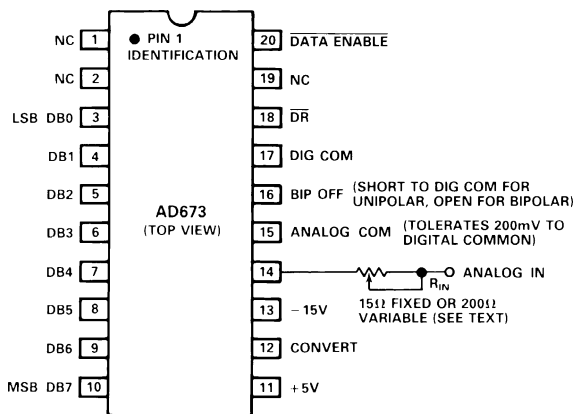 NC 1
● PIN 1
IDENTIFICATION
20 DATA ENABLE
NC 2
19 NC
LSB DB0 3
18 DR
DB1 4
17 DIG COM
DB2 5
16 BIP OFF (SHORT TO DIG COM FOR
UNIPOLAR, OPEN FOR BIPOLAR)
AD673
(TOP VIEW)
DB3 6
15 ANALOG COM (TOLERATES 200mV TO
DIGITAL COMMON)
DB4 7
14
RIN
ANALOG IN
15Ω FIXED OR 200Ω
VARIABLE (SEE TEXT)
DB5 8
13 −15V
DB6 9
12 CONVERT
MSB DB7 10
11 +5V